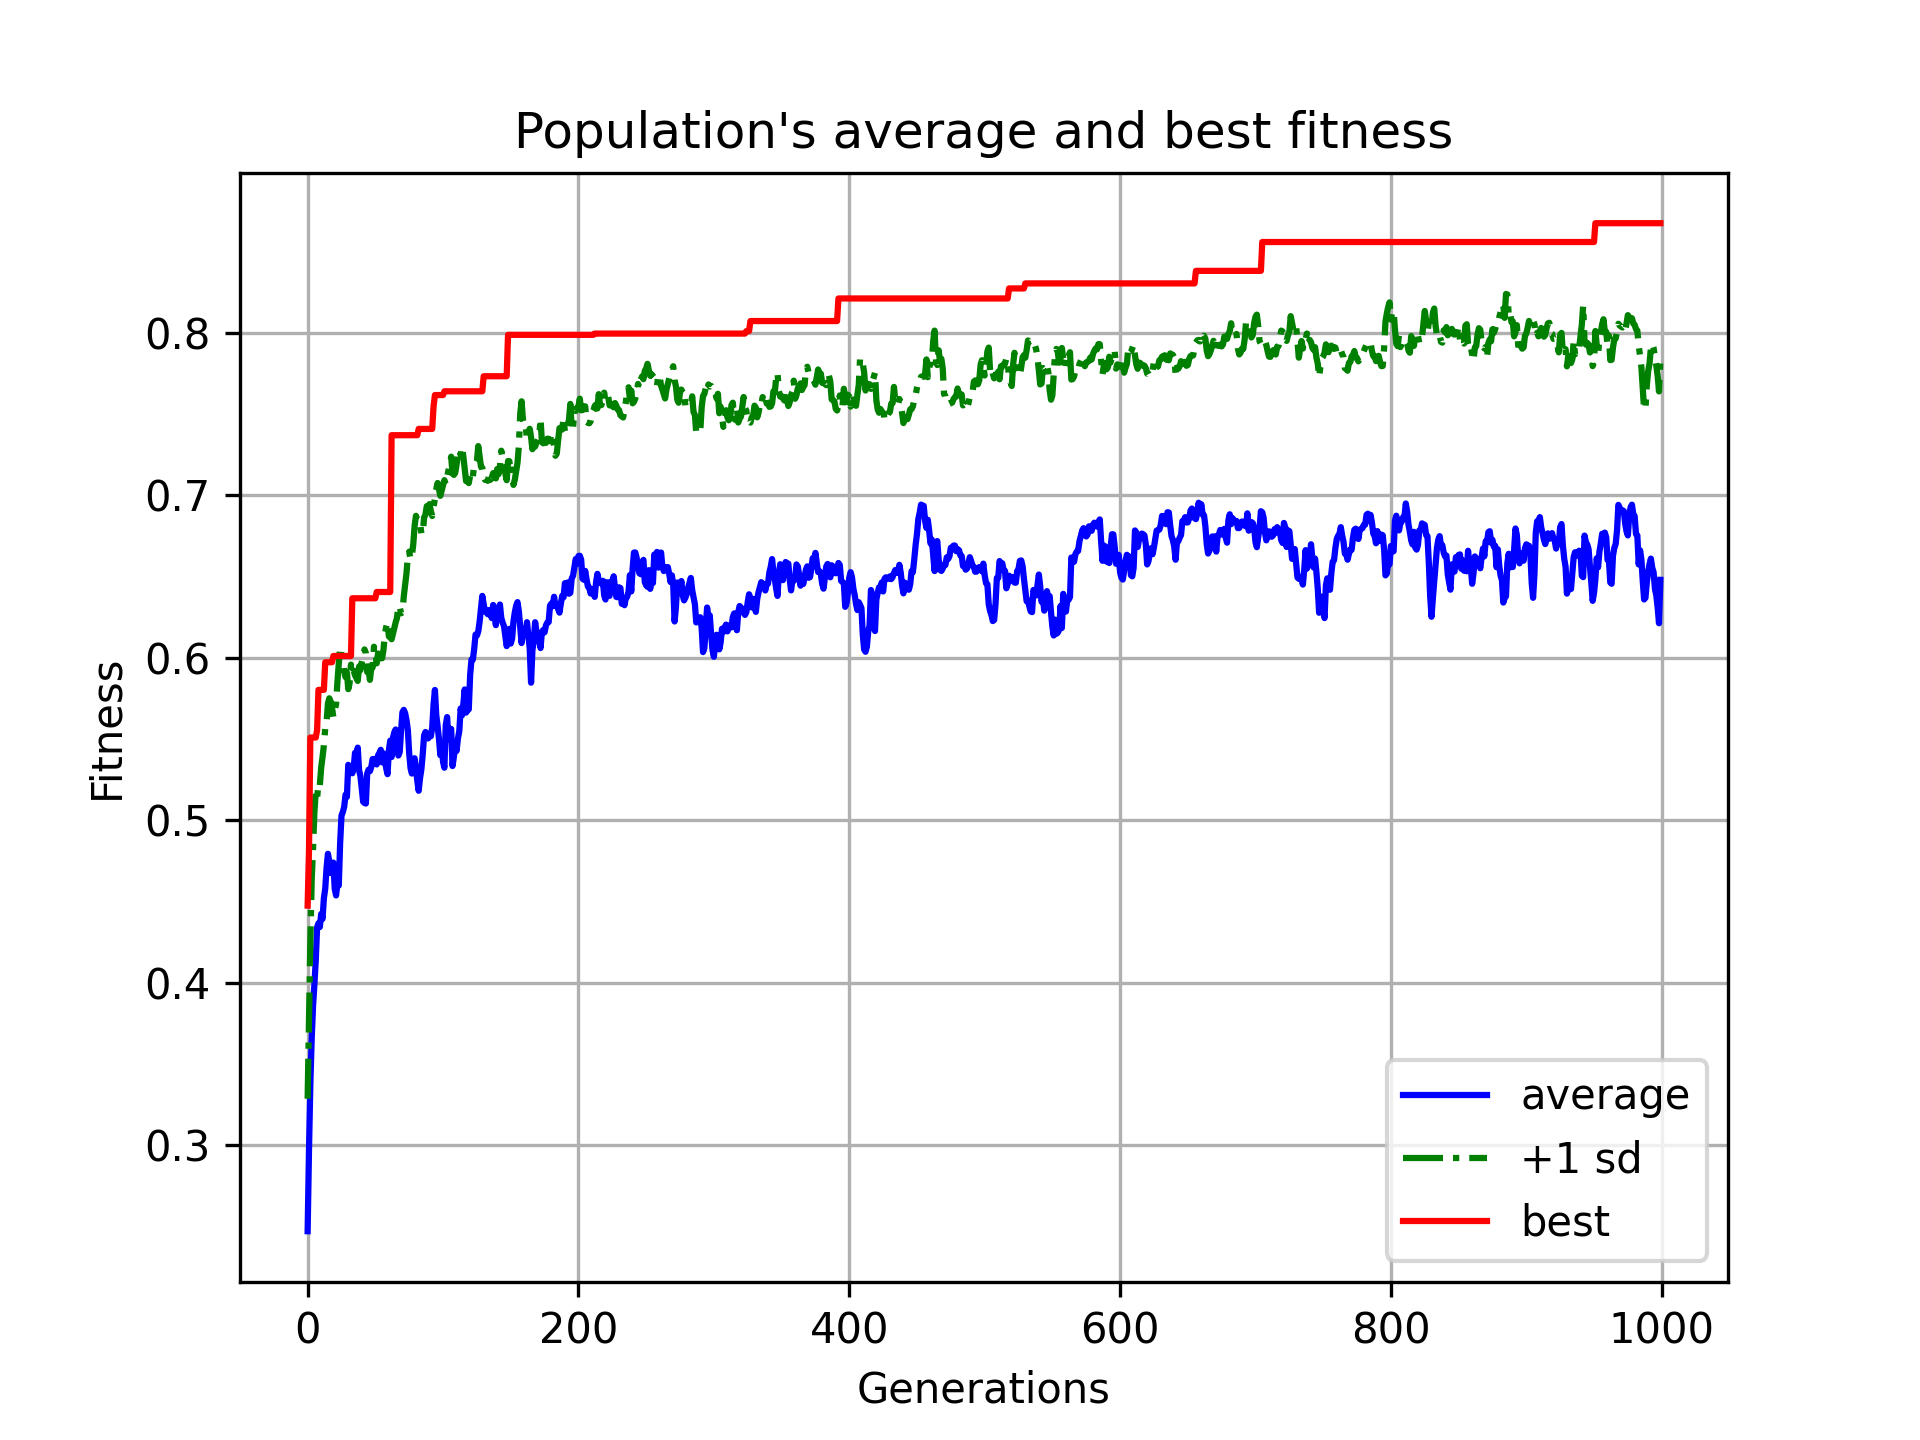 Population's average and best fitness
Fitness
0.8
0.7
0.6
0.5
0.4
0.3
0 200 400 600 800 1000
Generations
average
+1 sd
best